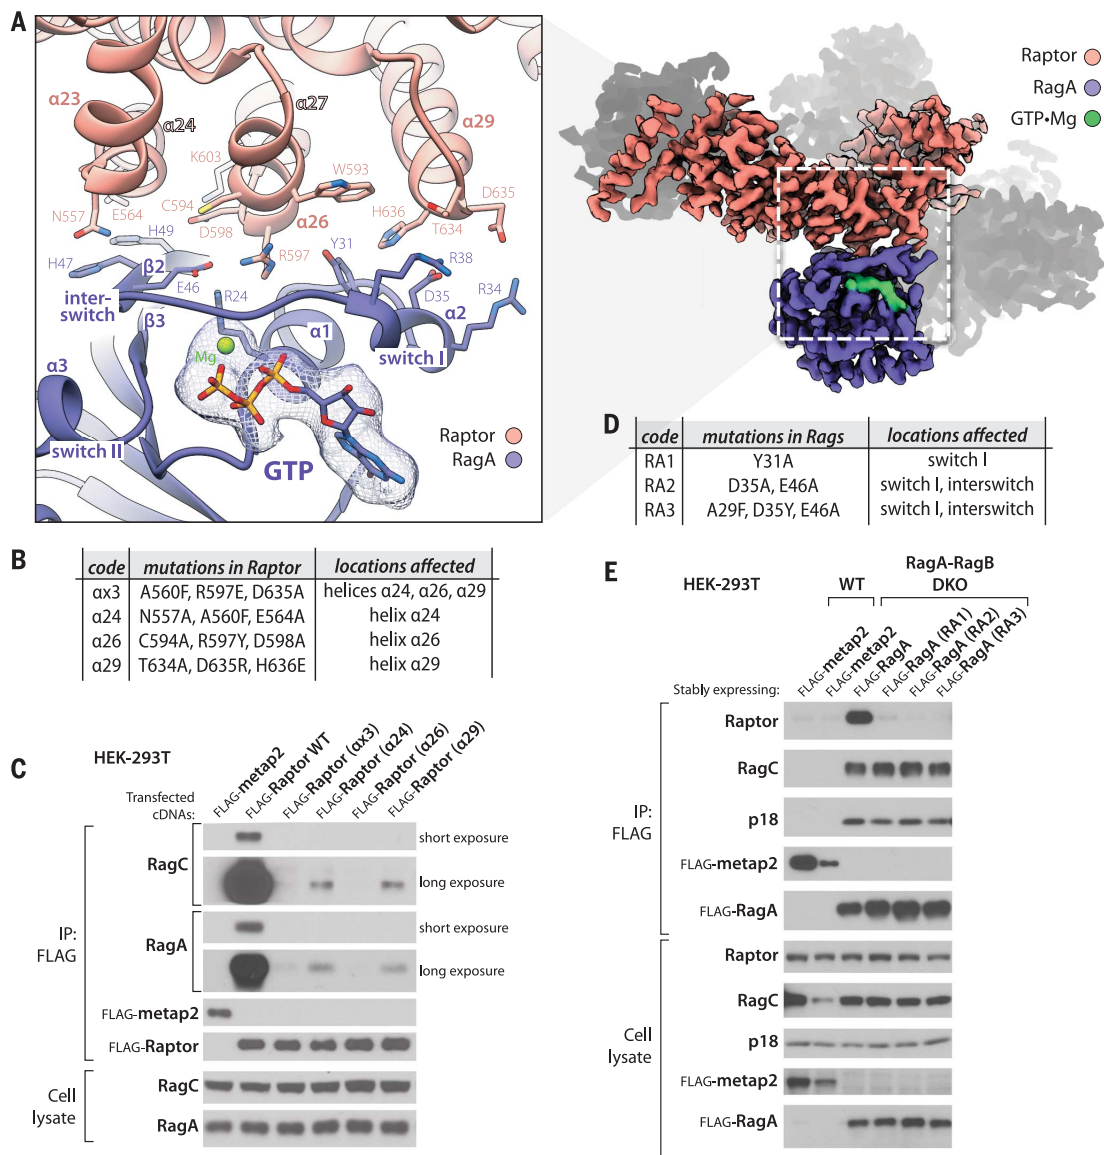 A
α23
α24
α27
α29
K603
W593
N557
E564
C594
D598
α26
H636
D635
T634
H49
R597
Y31
R38
H47
β2
E46
D35
R34
inter-
switch
R24
α2
β3
α1
switch I
Mg
α3
switch II
GTP
Raptor
RagA
Raptor
RagA
GTP•Mg
B
code mutations in Raptor locations affected
αx3 A560F, R597E, D635A helices α24, α26, α29
α24 N557A, A560F, E564A helix α24
α26 C594A, R597Y, D598A helix α26
α29 T634A, D635R, H636E helix α29
C
HEK-293T
Transfected
cDNAs:
FLAG-metap2
FLAG-Raptor WT
FLAG-Raptor (αx3)
FLAG-Raptor (α24)
FLAG-Raptor (α26)
FLAG-Raptor (α29)
IP:
FLAG
RagC
short exposure
long exposure
RagA
short exposure
long exposure
FLAG-metap2
FLAG-Raptor
Cell
lysate
RagC
RagA
D
code mutations in Rags locations affected
RA1 Y31A switch I
RA2 D35A, E46A switch I, interswitch
RA3 A29F, D35Y, E46A switch I, interswitch
E
HEK-293T
WT
RagA-RagB
DKO
Stably expressing:
FLAG-metap2
FLAG-metap2
FLAG-RagA
FLAG-RagA (RA1)
FLAG-RagA (RA2)
FLAG-RagA (RA3)
IP:
FLAG
Raptor
RagC
p18
FLAG-metap2
FLAG-RagA
Cell
lysate
Raptor
RagC
p18
FLAG-metap2
FLAG-RagA